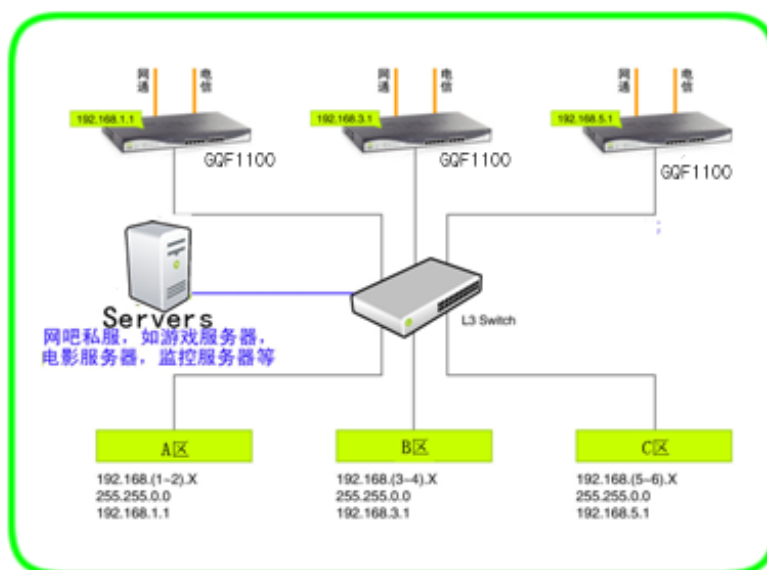 网通 电信 网通 电信 网通 电信
192.168.1.1 192.168.3.1 192.168.5.1
GQF1100 GQF1100 GQF1100
Servers
L3 Switch
网吧私服，如游戏服务器，
电影服务器，监控服务器等
A区 B区 C区
192.168.(1-2).X 192.168.(3-4).X 192.168.(5-6).X
255.255.0.0 255.255.0.0 255.255.0.0
192.168.1.1 192.168.3.1 192.168.5.1